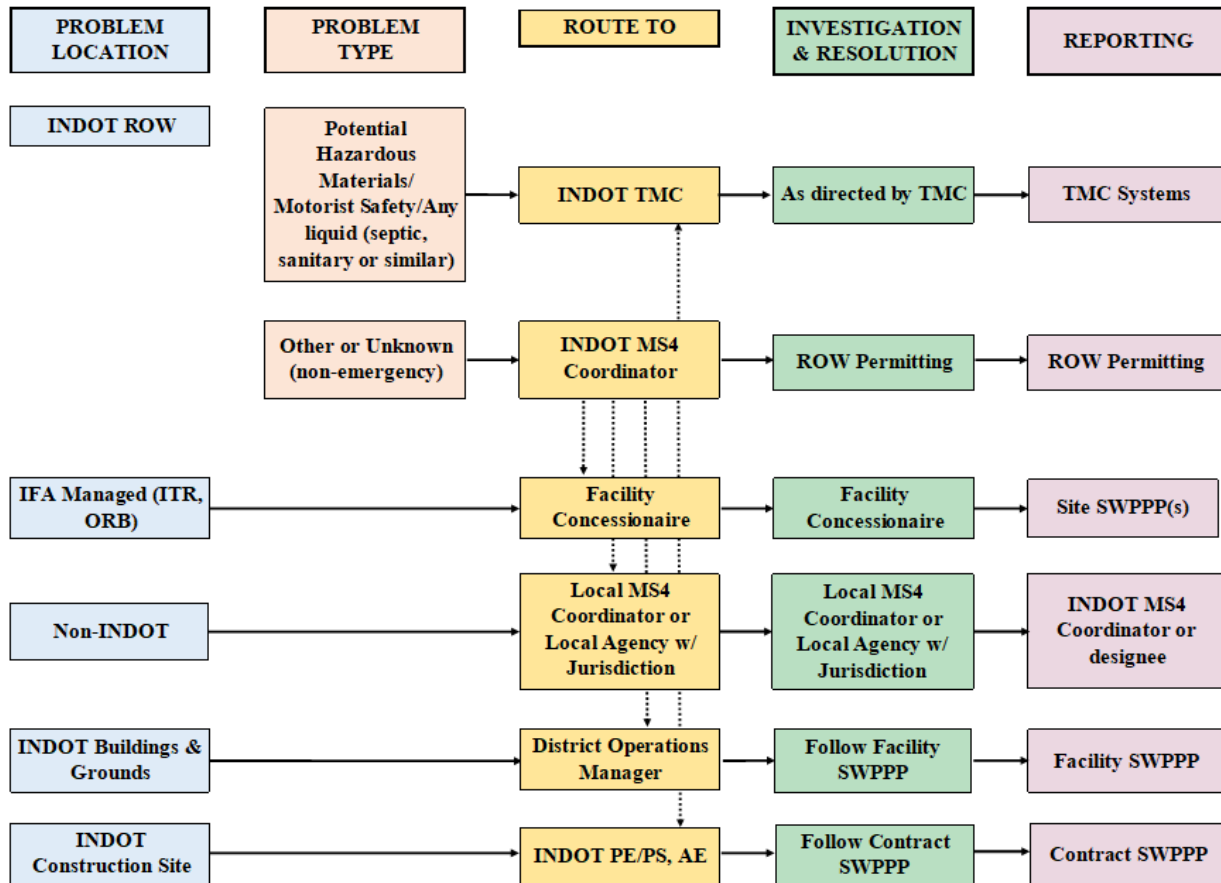 PROBLEM
LOCATION
PROBLEM
TYPE
ROUTE TO
INVESTIGATION
& RESOLUTION
REPORTING
INDOT ROW
Potential
Hazardous
Materials/
Motorist Safety/Any
liquid (septic,
sanitary or similar)
INDOT TMC
As directed by TMC
TMC Systems
Other or Unknown
(non-emergency)
INDOT MS4
Coordinator
ROW Permitting
ROW Permitting
IFA Managed (ITR,
ORB)
Facility
Concessionaire
Facility
Concessionaire
Site SWPPP(s)
Non-INDOT
Local MS4
Coordinator or
Local Agency w/
Jurisdiction
Local MS4
Coordinator or
Local Agency w/
Jurisdiction
INDOT MS4
Coordinator or
designee
INDOT Buildings &
Grounds
District Operations
Manager
Follow Facility
SWPPP
Facility SWPPP
INDOT
Construction Site
INDOT PE/PS, AE
Follow Contract
SWPPP
Contract SWPPP